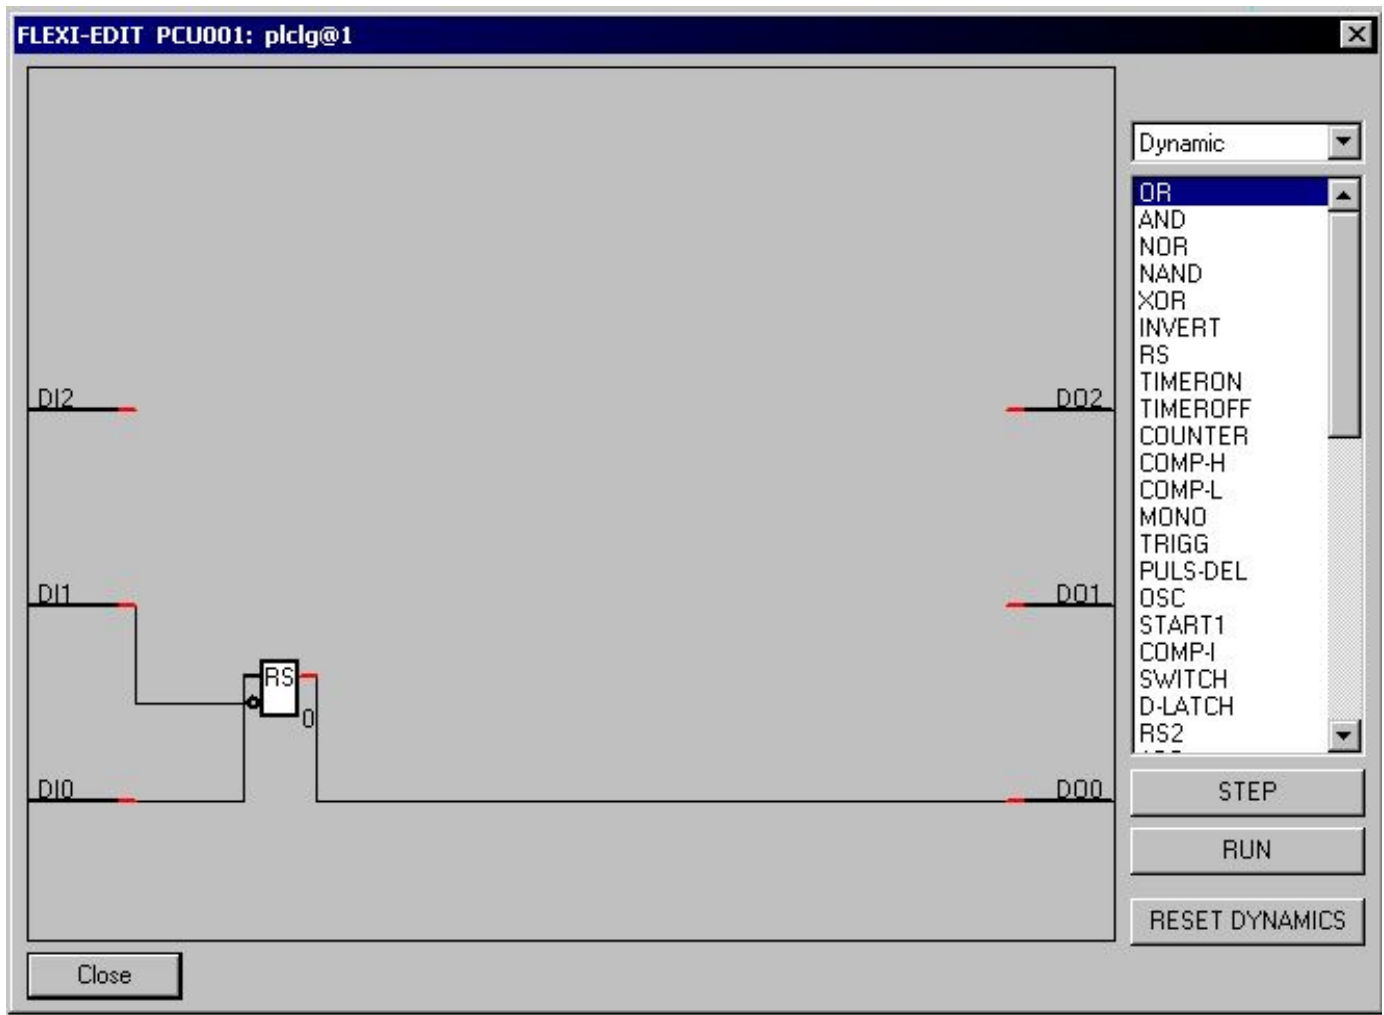 FLEXI-EDIT PCU001: plclg@1
Dynamic
OR
AND
NOR
NAND
XOR
INVERT
RS
TIMERON
TIMEROFF
COUNTER
COMP-H
COMP-L
MONO
TRIGG
PULS-DEL
OSC
START1
COMP-I
SWITCH
D-LATCH
RS2
DI2
DO2
DI1
DO1
RS
0
DI0
DO0
STEP
RUN
RESET DYNAMICS
Close